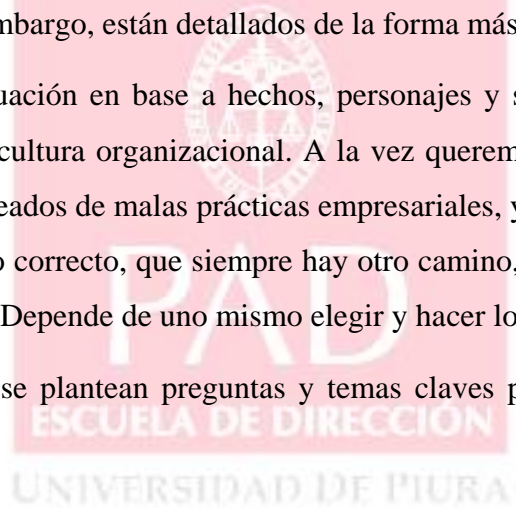 mbargo, están detallados de la forma más
uación en base a hechos, personajes y s
cultura organizacional. A la vez querem
eados de malas prácticas empresariales, y
o correcto, que siempre hay otro camino,
Depende de uno mismo elegir y hacer lo
se plantean preguntas y temas claves p
PAD
ESCUELA DE DIRECCIÓN
UNIVERSIDAD DE PIURA